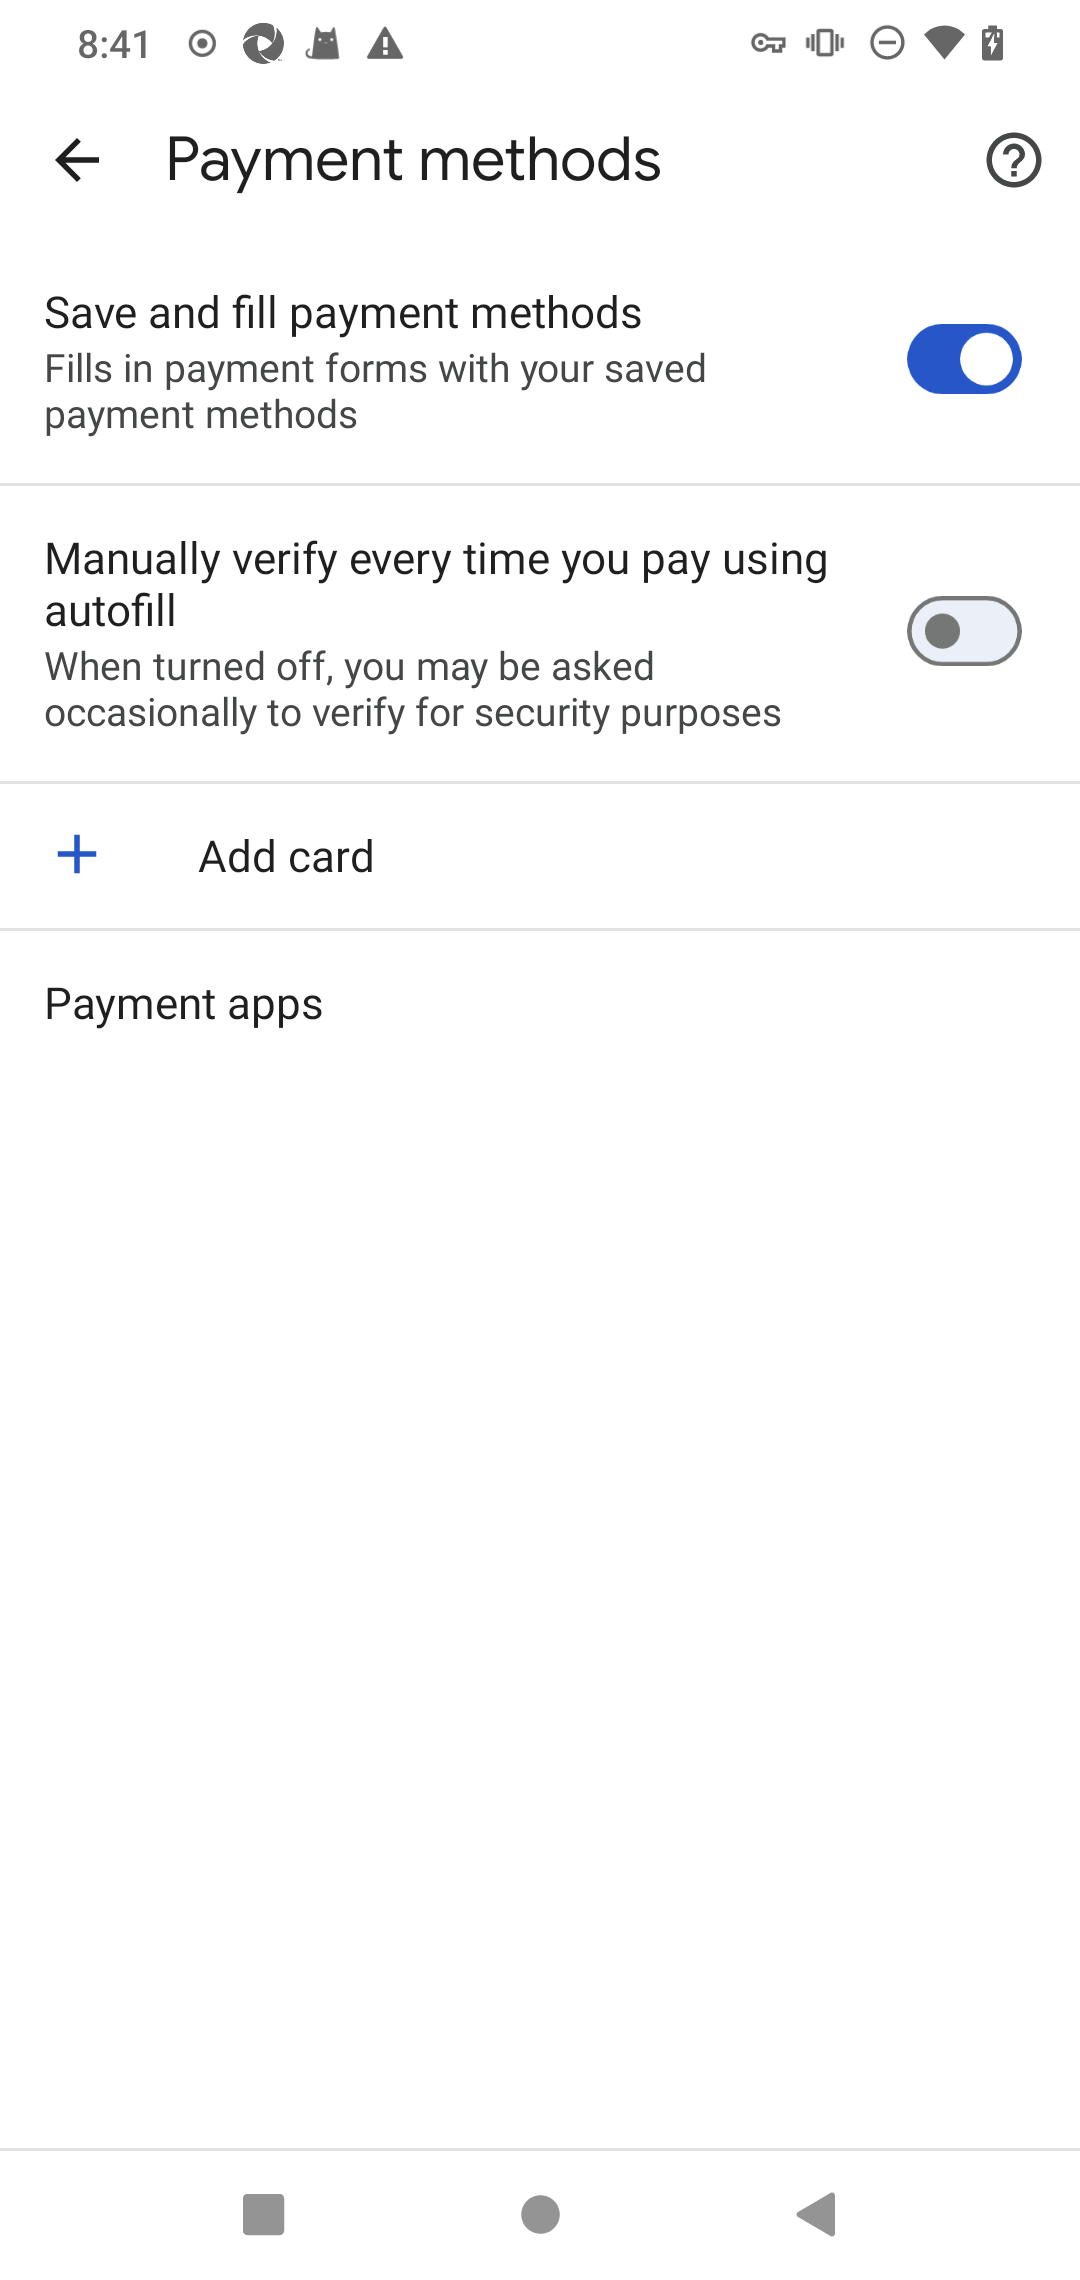 8:41
Payment methods
Save and fill payment methods
Fills in payment forms with your saved
payment methods
Manually verify every time you pay using
autofill
When turned off, you may be asked
occasionally to verify for security purposes
Add card
Payment apps